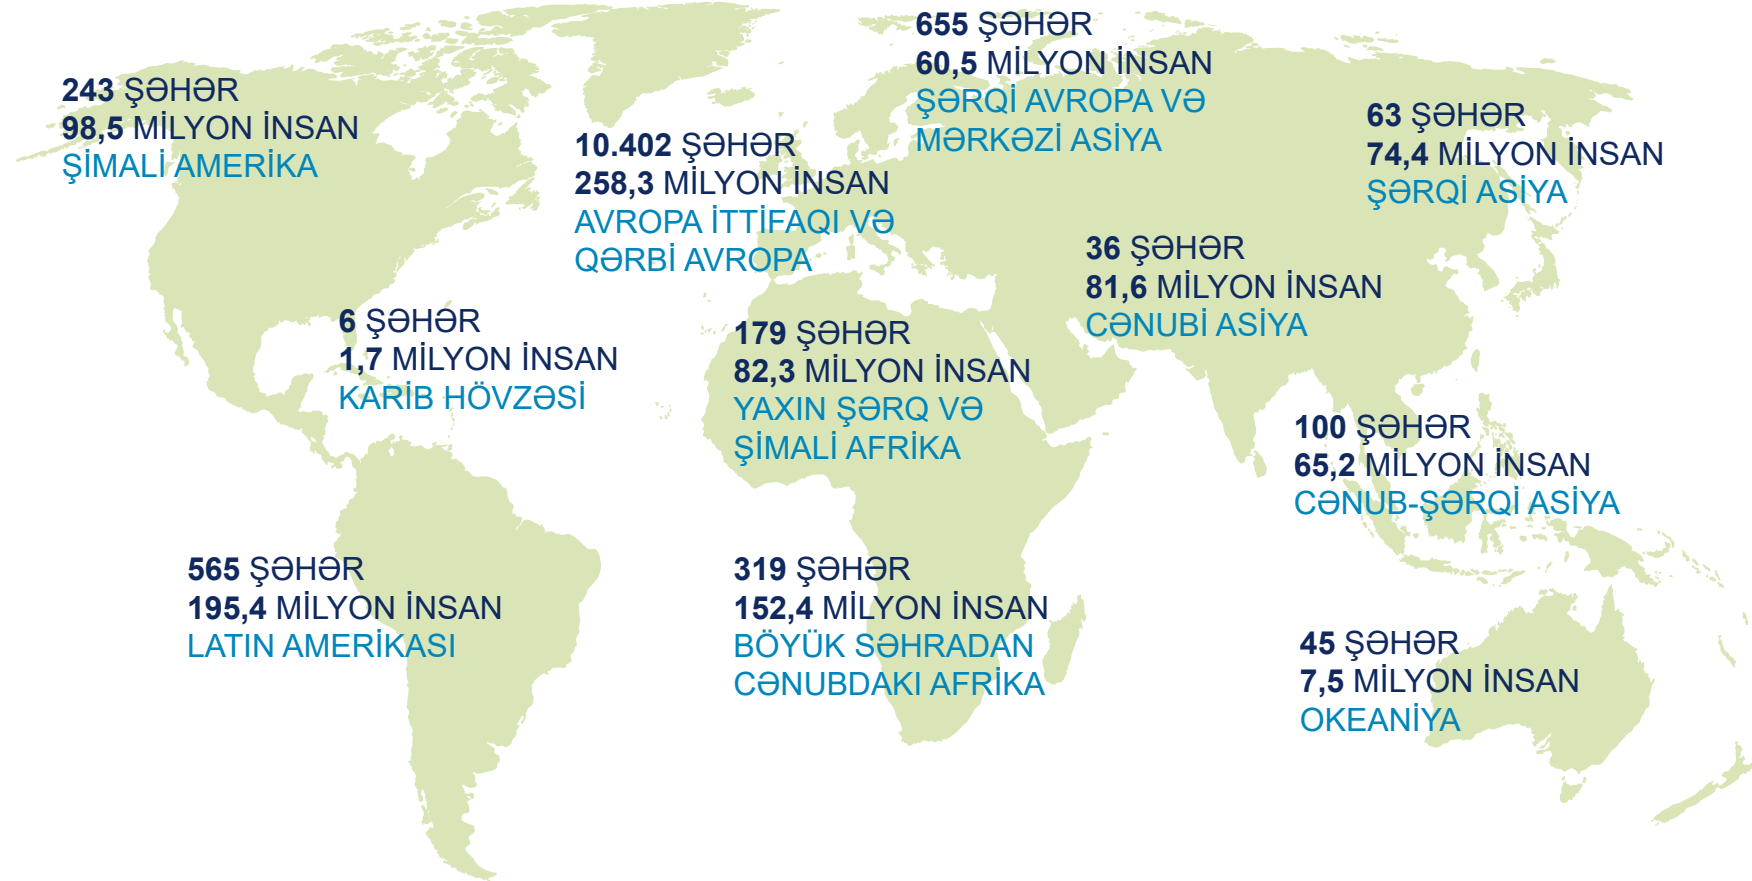 243 ŞƏHƏR
98,5 MİLYON İNSAN
ŞİMALİ AMERİKA
10.402 ŞƏHƏR
258,3 MİLYON İNSAN
AVROPA İTTİFAQI VƏ
QƏRBİ AVROPA
655 ŞƏHƏR
60,5 MİLYON İNSAN
ŞƏRQİ AVROPA VƏ
MƏRKƏZİ ASİYA
63 ŞƏHƏR
74,4 MİLYON İNSAN
ŞƏRQİ ASİYA
36 ŞƏHƏR
81,6 MİLYON İNSAN
CƏNUBİ ASİYA
6 ŞƏHƏR
1,7 MİLYON İNSAN
KARİB HÖVZƏSİ
179 ŞƏHƏR
82,3 MİLYON İNSAN
YAXIN ŞƏRQ VƏ
ŞİMALİ AFRİKA
100 ŞƏHƏR
65,2 MİLYON İNSAN
CƏNUB-ŞƏRQİ ASİYA
565 ŞƏHƏR
195,4 MİLYON İNSAN
LATIN AMERİKASI
319 ŞƏHƏR
152,4 MİLYON İNSAN
BÖYÜK SƏHRADAN
CƏNUBDAKI AFRİKA
45 ŞƏHƏR
7,5 MİLYON İNSAN
OKEANİYA